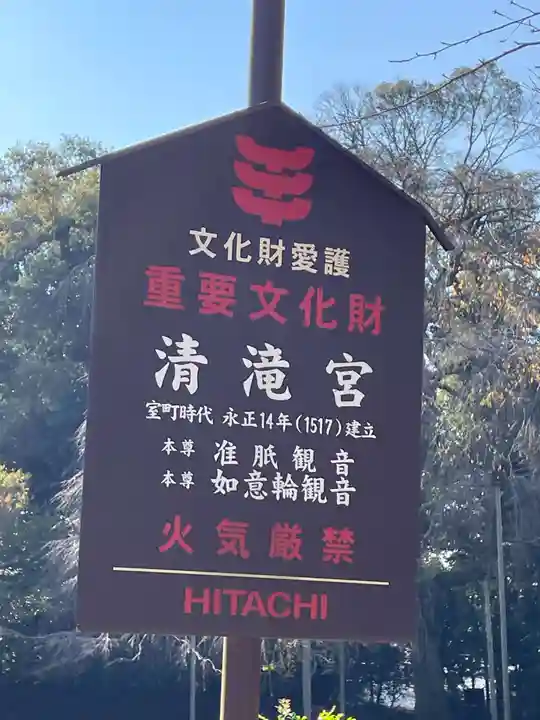 文化財愛護
重要文化財
清滝宮
室町時代 永正14年(1517)建立
本尊 准胝観音
本尊 如意輪観音
火気厳禁
HITACHI